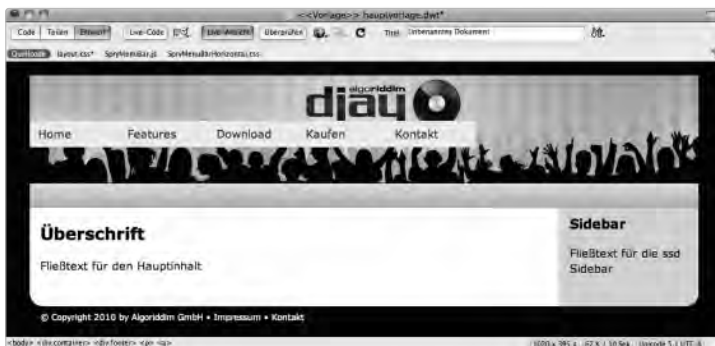 <<Vorlage>> hauptvorlage.dwt*
Code Teilen Entwurf Live-Code Live-Ansicht Überprüfen Titel: Unbenanntes Dokument
Quellcode layout.css* SpryMenuBar.js SpryMenuBarHorizontal.css
algoriddim
djay
Home Features Download Kaufen Kontakt
Überschrift
Fließtext für den Hauptinhalt
Sidebar
Fließtext für die ssd
Sidebar
© Copyright 2010 by Algoriddim GmbH • Impressum • Kontakt
<body> <div.container> <div.footer> <p> <a>